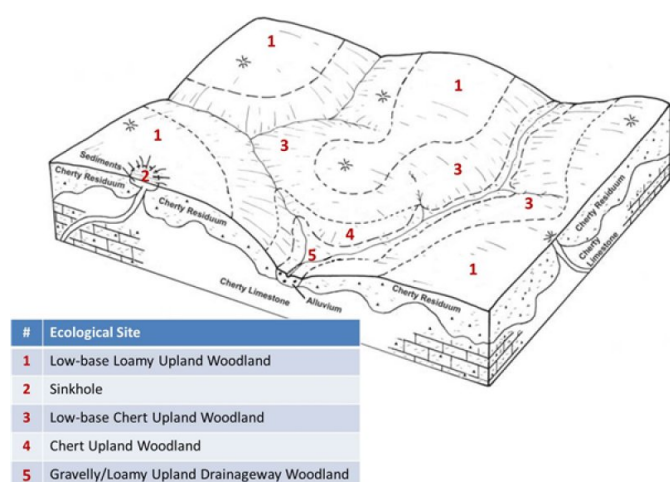 1
1
1
3
Sediments
2
Cherty Residuum
Cherty Residuum
3
3
4
5
1
Cherty Residuum
Cherty Limestone
Cherty Limestone
Alluvium
Cherty Residuum
# Ecological Site
1 Low-base Loamy Upland Woodland
2 Sinkhole
3 Low-base Chert Upland Woodland
4 Chert Upland Woodland
5 Gravelly/Loamy Upland Drainageway Woodland